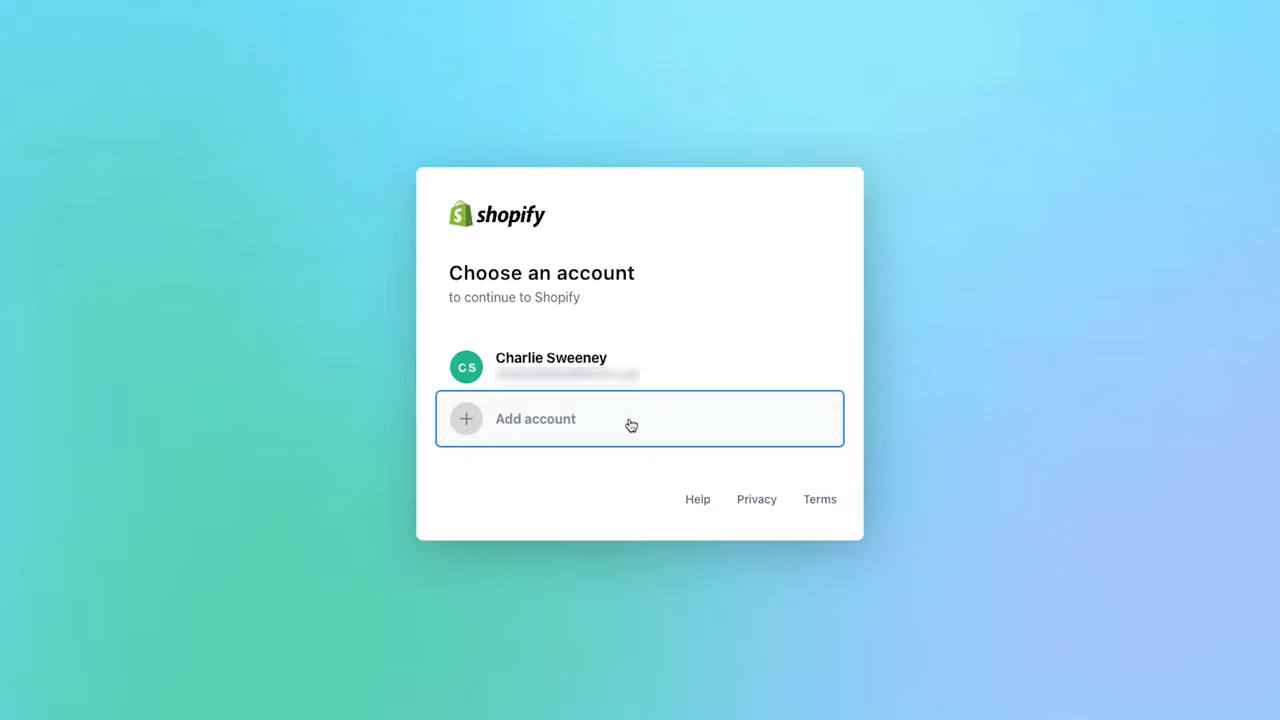 shopify
Choose an account
to continue to Shopify
CS
Charlie Sweeney
Add account
Help
Privacy
Terms